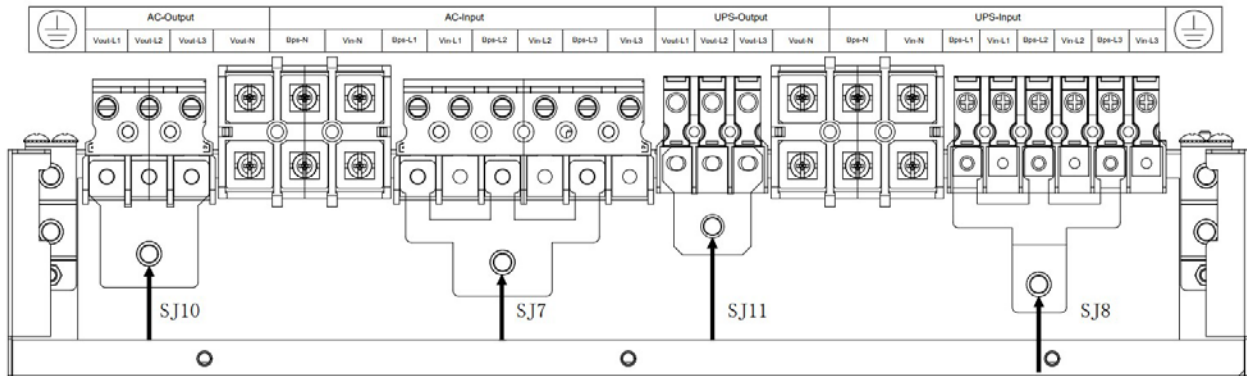 AC-Output AC-Input UPS-Output UPS-Input
Vout-L1 Vout-L2 Vout-L3 Vout-N Bps-N Vin-N Bps-L1 Vin-L1 Bps-L2 Vin-L2 Bps-L3 Vin-L3 Vout-L1 Vout-L2 Vout-L3 Vout-N Bps-N Vin-N Bps-L1 Vin-L1 Bps-L2 Vin-L2 Bps-L3 Vin-L3
SJ10 SJ7 SJ11 SJ8